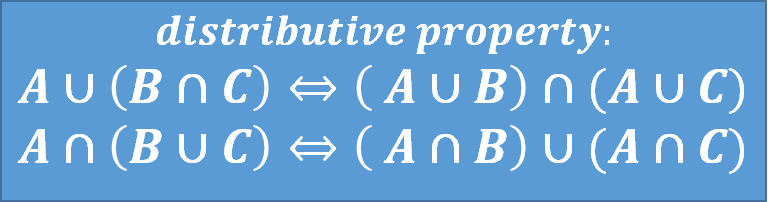 distributive property:
A ∪ (B ∩ C) ⇔ ( A ∪ B) ∩ (A ∪ C)
A ∩ (B ∪ C) ⇔ ( A ∩ B) ∪ (A ∩ C)